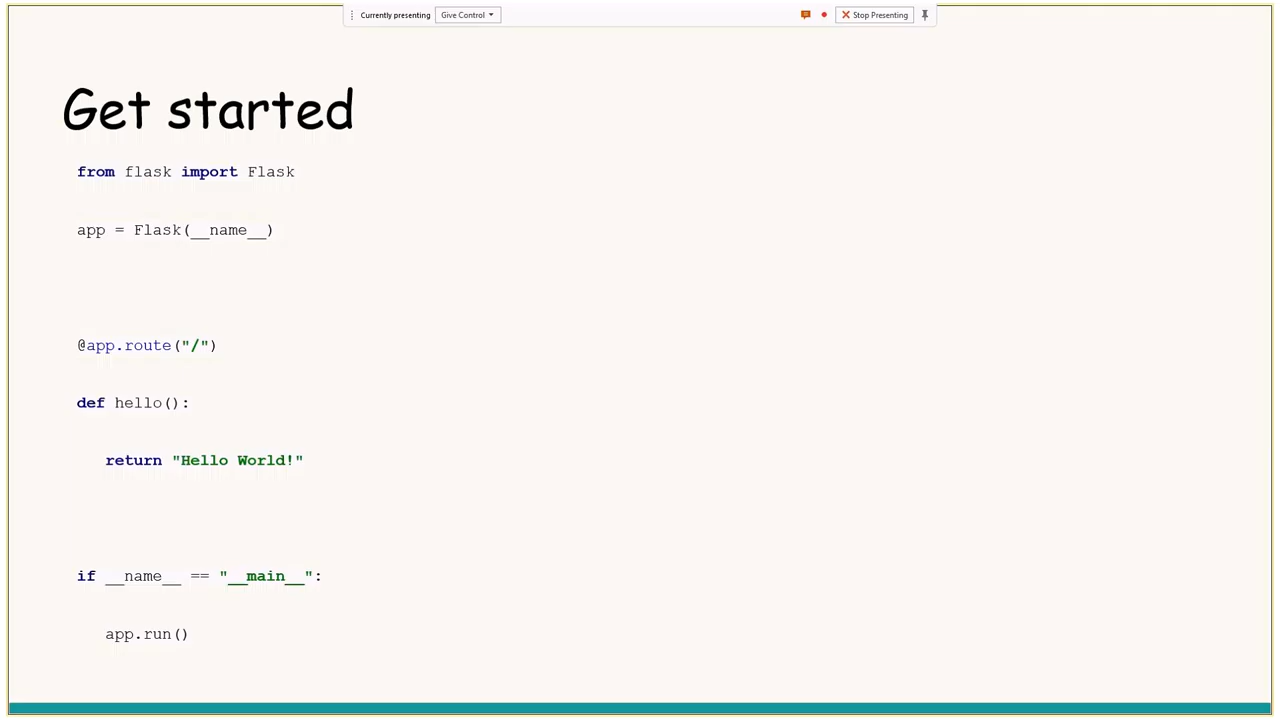 Currently presenting Give Control Stop Presenting
Get started
from flask import Flask
app = Flask(__name__)
@app.route("/")
def hello():
return "Hello World!"
if __name__ == "__main__":
app.run()